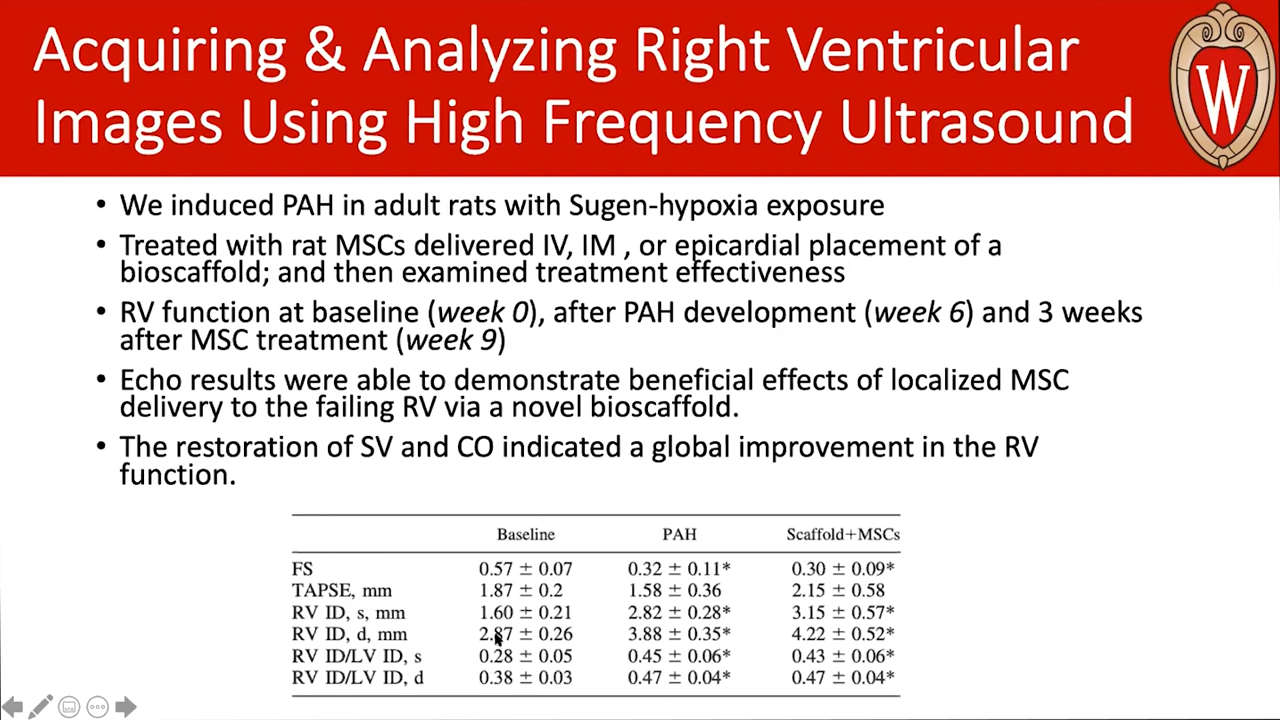 Acquiring & Analyzing Right Ventricular
Images Using High Frequency Ultrasound
W
• We induced PAH in adult rats with Sugen-hypoxia exposure
• Treated with rat MSCs delivered IV, IM , or epicardial placement of a
bioscaffold; and then examined treatment effectiveness
• RV function at baseline (week 0), after PAH development (week 6) and 3 weeks
after MSC treatment (week 9)
• Echo results were able to demonstrate beneficial effects of localized MSC
delivery to the failing RV via a novel bioscaffold.
• The restoration of SV and CO indicated a global improvement in the RV
function.
Baseline PAH Scaffold+MSCs
FS 0.57 ± 0.07 0.32 ± 0.11* 0.30 ± 0.09*
TAPSE, mm 1.87 ± 0.2 1.58 ± 0.36 2.15 ± 0.58
RV ID, s, mm 1.60 ± 0.21 2.82 ± 0.28* 3.15 ± 0.57*
RV ID, d, mm 2.87 ± 0.26 3.88 ± 0.35* 4.22 ± 0.52*
RV ID/LV ID, s 0.28 ± 0.05 0.45 ± 0.06* 0.43 ± 0.06*
RV ID/LV ID, d 0.38 ± 0.03 0.47 ± 0.04* 0.47 ± 0.04*